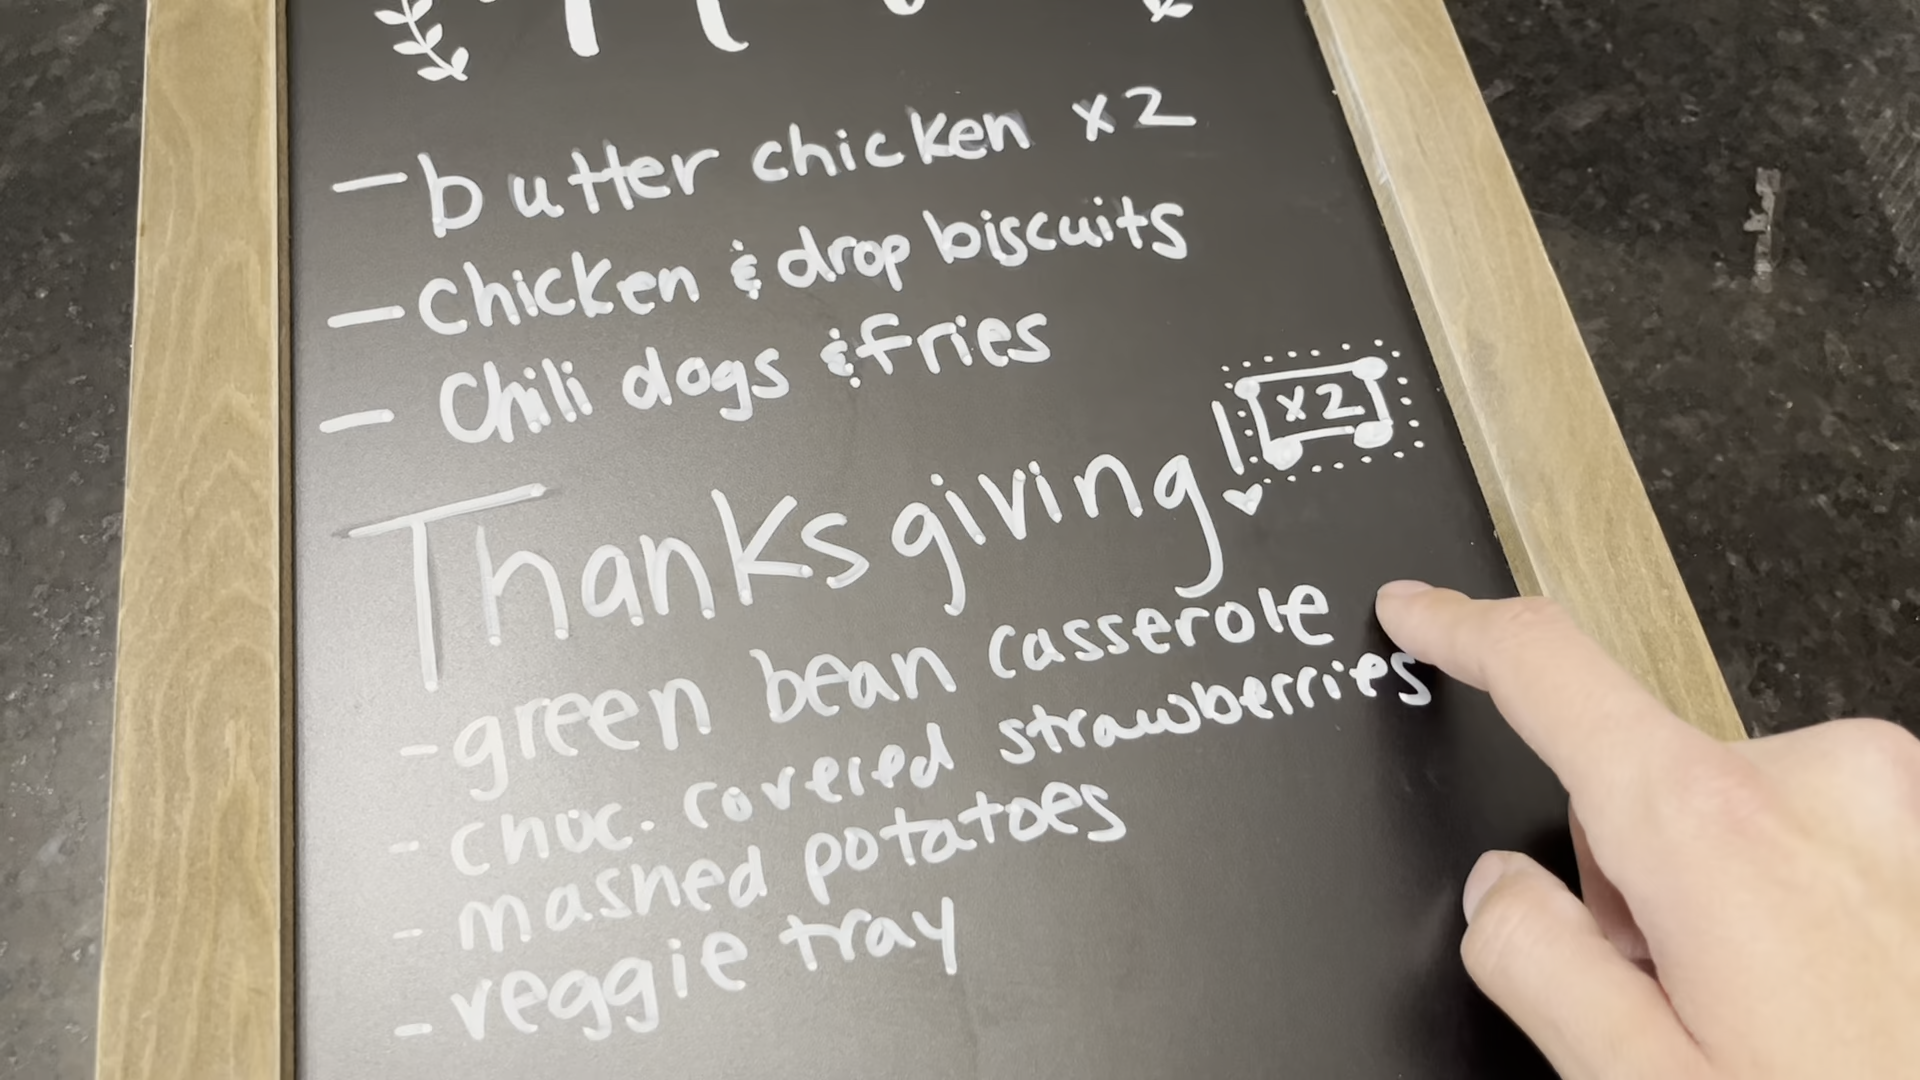 - butter chicken x2
- Chicken & drop biscuits
- Chili dogs & fries
Thanksgiving! x2
- green bean casserole
- choc. covered strawberries
- mashed potatoes
- veggie tray